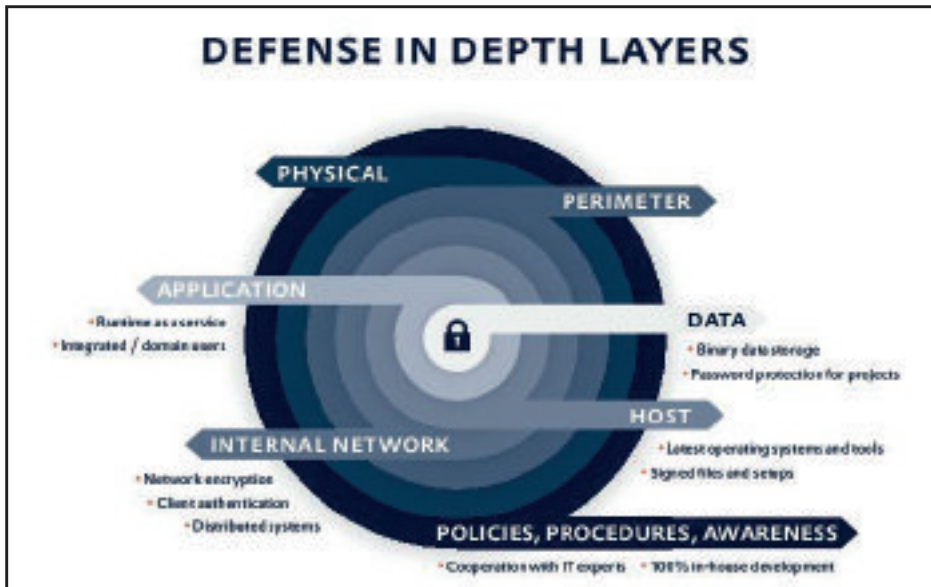 DEFENSE IN DEPTH LAYERS
PHYSICAL
PERIMETER
APPLICATION
• Runtime as a service
• Integrated / domain users
DATA
• Binary data storage
• Password protection for projects
HOST
• Latest operating systems and tools
• Signed files and setups
INTERNAL NETWORK
• Network encryption
• Client authentication
• Distributed systems
POLICIES, PROCEDURES, AWARENESS
• Cooperation with IT experts • 100% in-house development